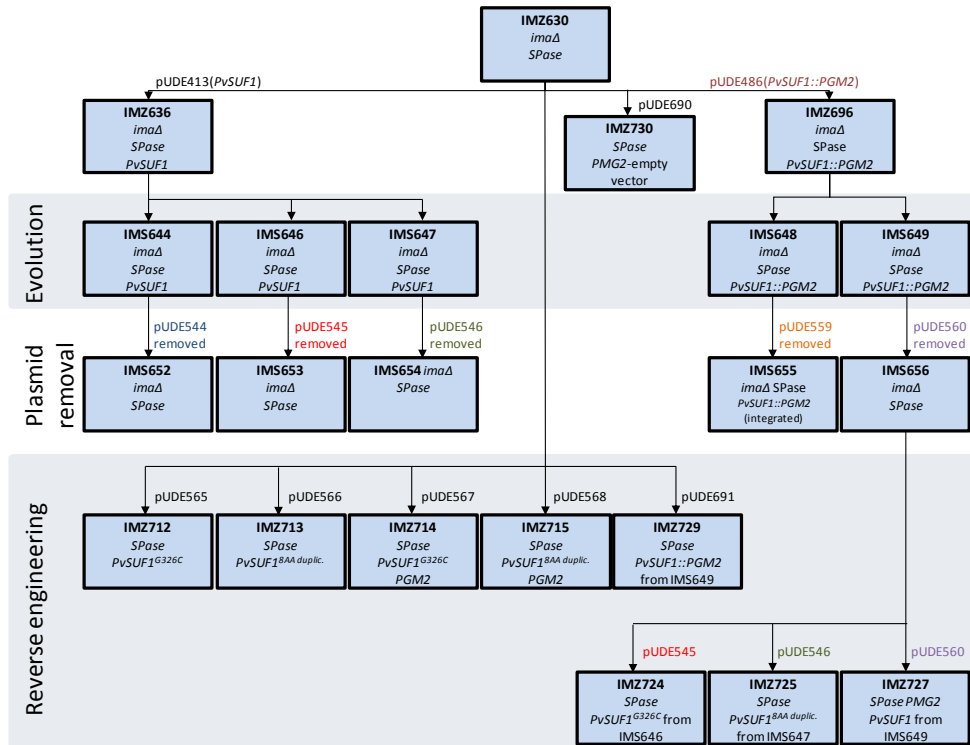 IMZ630
imaΔ
SPase
pUDE413(PvSUF1)
pUDE486(PvSUF1::PGM2)
pUDE690
IMZ636
imaΔ
SPase
PvSUF1
IMZ730
SPase
PMG2-empty
vector
IMZ696
imaΔ
SPase
PvSUF1::PGM2
Evolution
IMS644
imaΔ
SPase
PvSUF1
IMS646
imaΔ
SPase
PvSUF1
IMS647
imaΔ
SPase
PvSUF1
IMS648
imaΔ
SPase
PvSUF1::PGM2
IMS649
imaΔ
SPase
PvSUF1::PGM2
Plasmid
removal
pUDE544
removed
pUDE545
removed
pUDE546
removed
pUDE559
removed
pUDE560
removed
IMS652
imaΔ
SPase
IMS653
imaΔ
SPase
IMS654 imaΔ
SPase
IMS655
imaΔ SPase
PvSUF1::PGM2
(integrated)
IMS656
imaΔ
SPase
Reverse engineering
pUDE565
pUDE566
pUDE567
pUDE568
pUDE691
IMZ712
SPase
PvSUF1G326C
IMZ713
SPase
PvSUF18AA duplic.
IMZ714
SPase
PvSUF1G326C
PGM2
IMZ715
SPase
PvSUF18AA duplic.
PGM2
IMZ729
SPase
PvSUF1::PGM2
from IMS649
pUDE545
pUDE546
pUDE560
IMZ724
SPase
PvSUF1G326C from
IMS646
IMZ725
SPase
PvSUF18AA duplic.
from IMS647
IMZ727
SPase PMG2
PvSUF1 from
IMS649